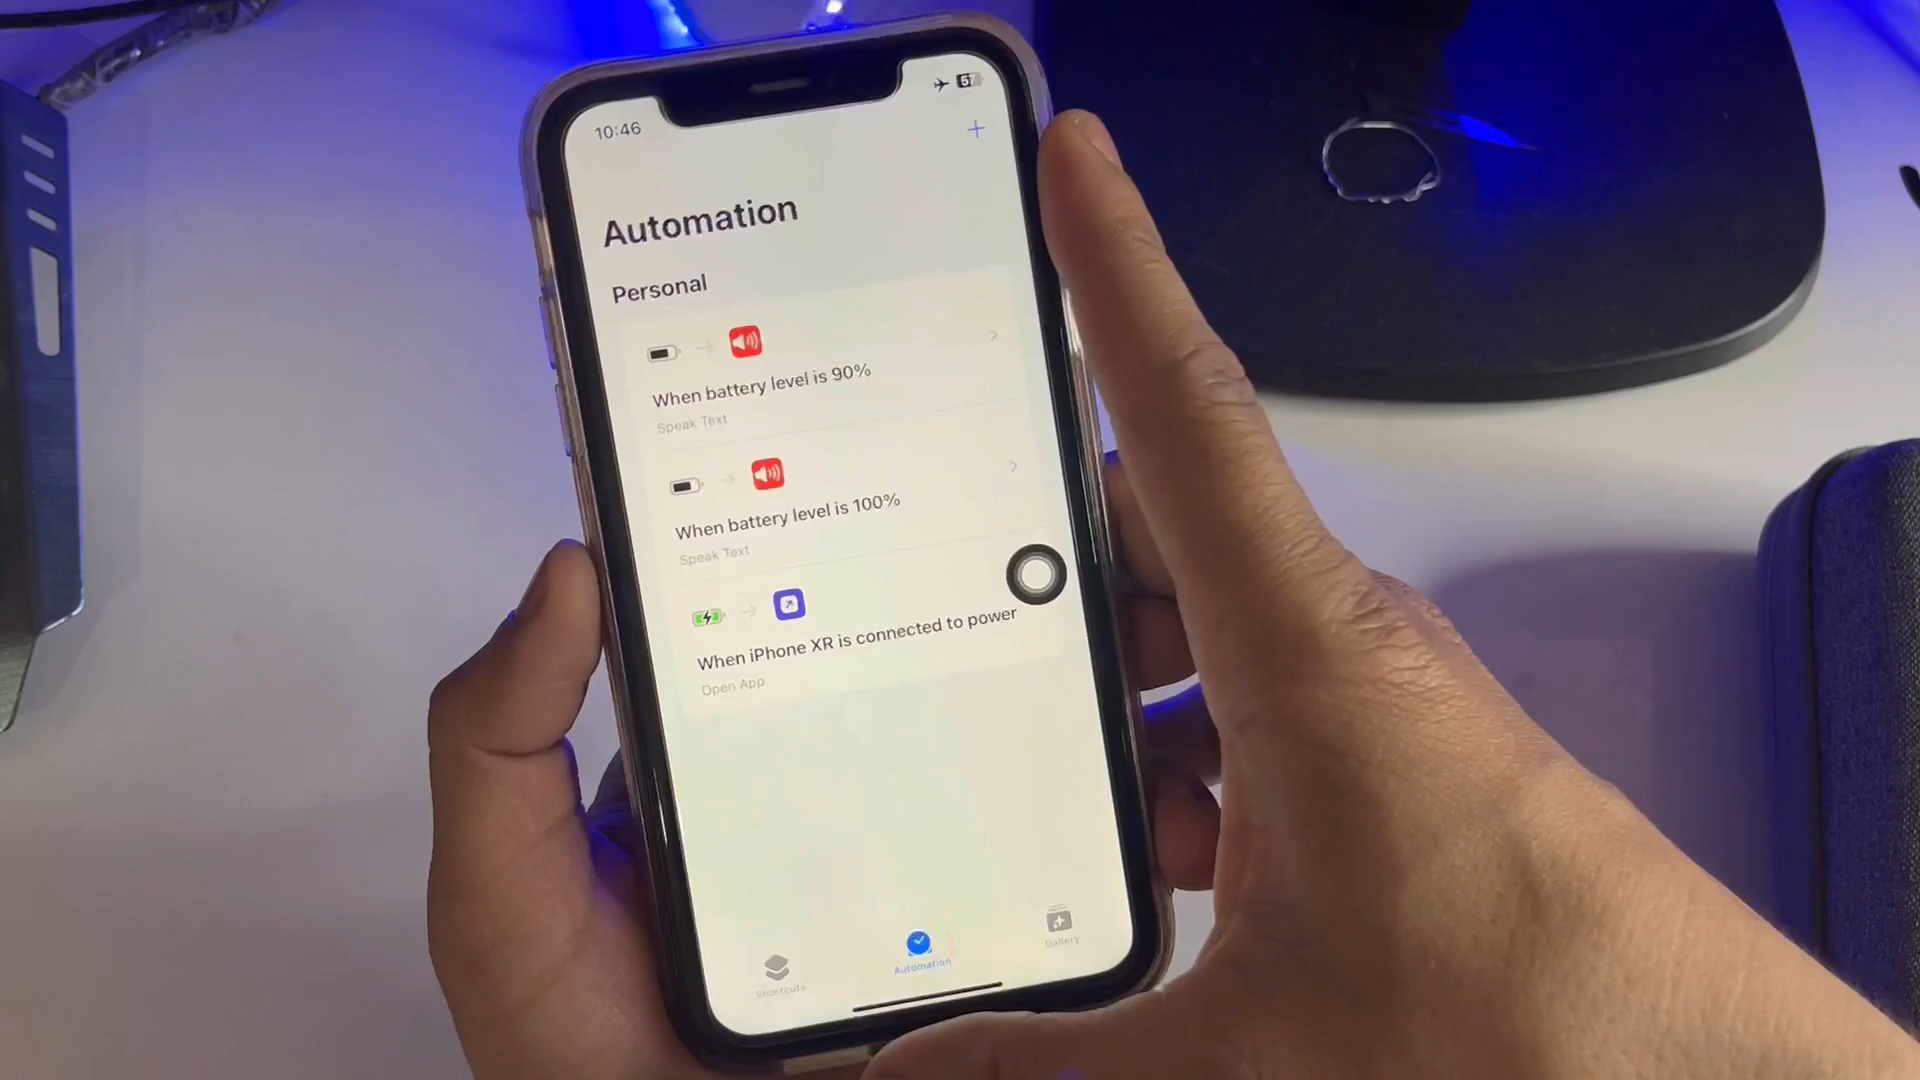 10:46
57
Automation
Personal
When battery level is 90%
Speak Text
When battery level is 100%
Speak Text
When iPhone XR is connected to power
Open App
Shortcuts
Automation
Gallery